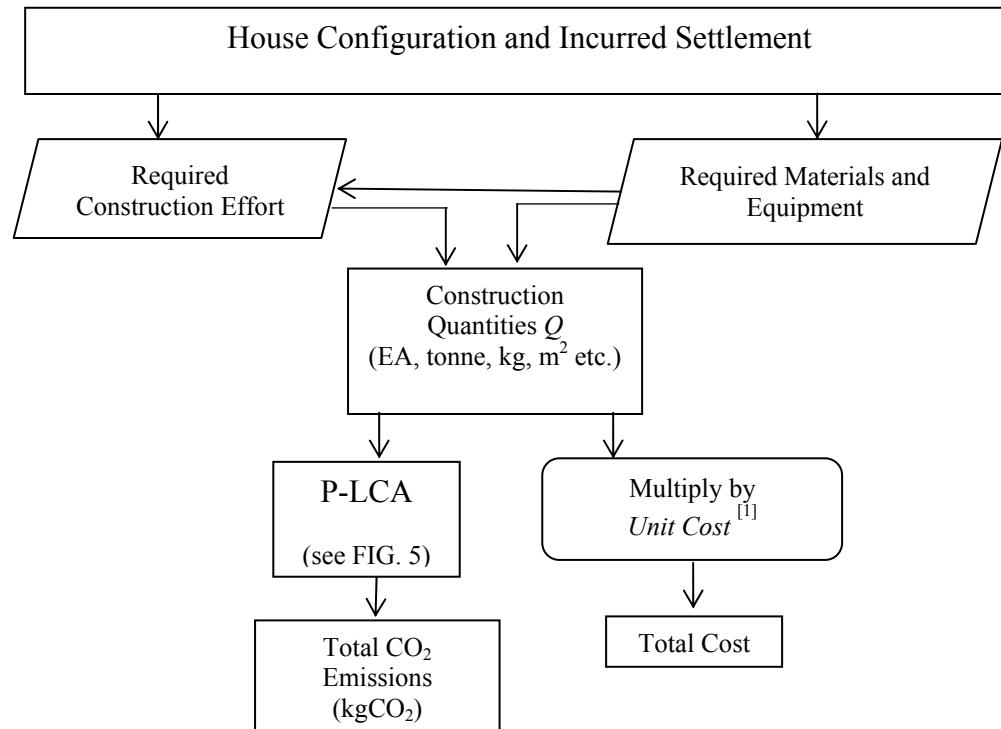 House Configuration and Incurred Settlement
Required
Construction Effort
Required Materials and
Equipment
Construction
Quantities Q
(EA, tonne, kg, m² etc.)
P-LCA
(see FIG. 5)
Multiply by
Unit Cost [1]
Total CO₂
Emissions
(kgCO₂)
Total Cost